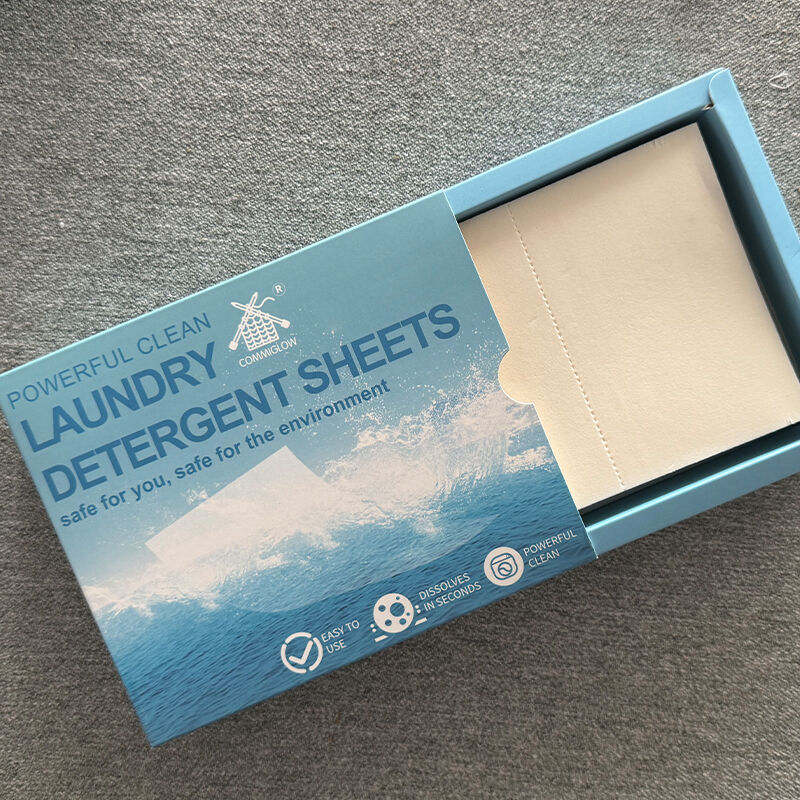 POWERFUL CLEAN
LAUNDRY
DETERGENT SHEETS
safe for you, safe for the environment
®
COMMIGLOW
EASY TO
USE
DISSOLVES
IN SECONDS
POWERFUL
CLEAN